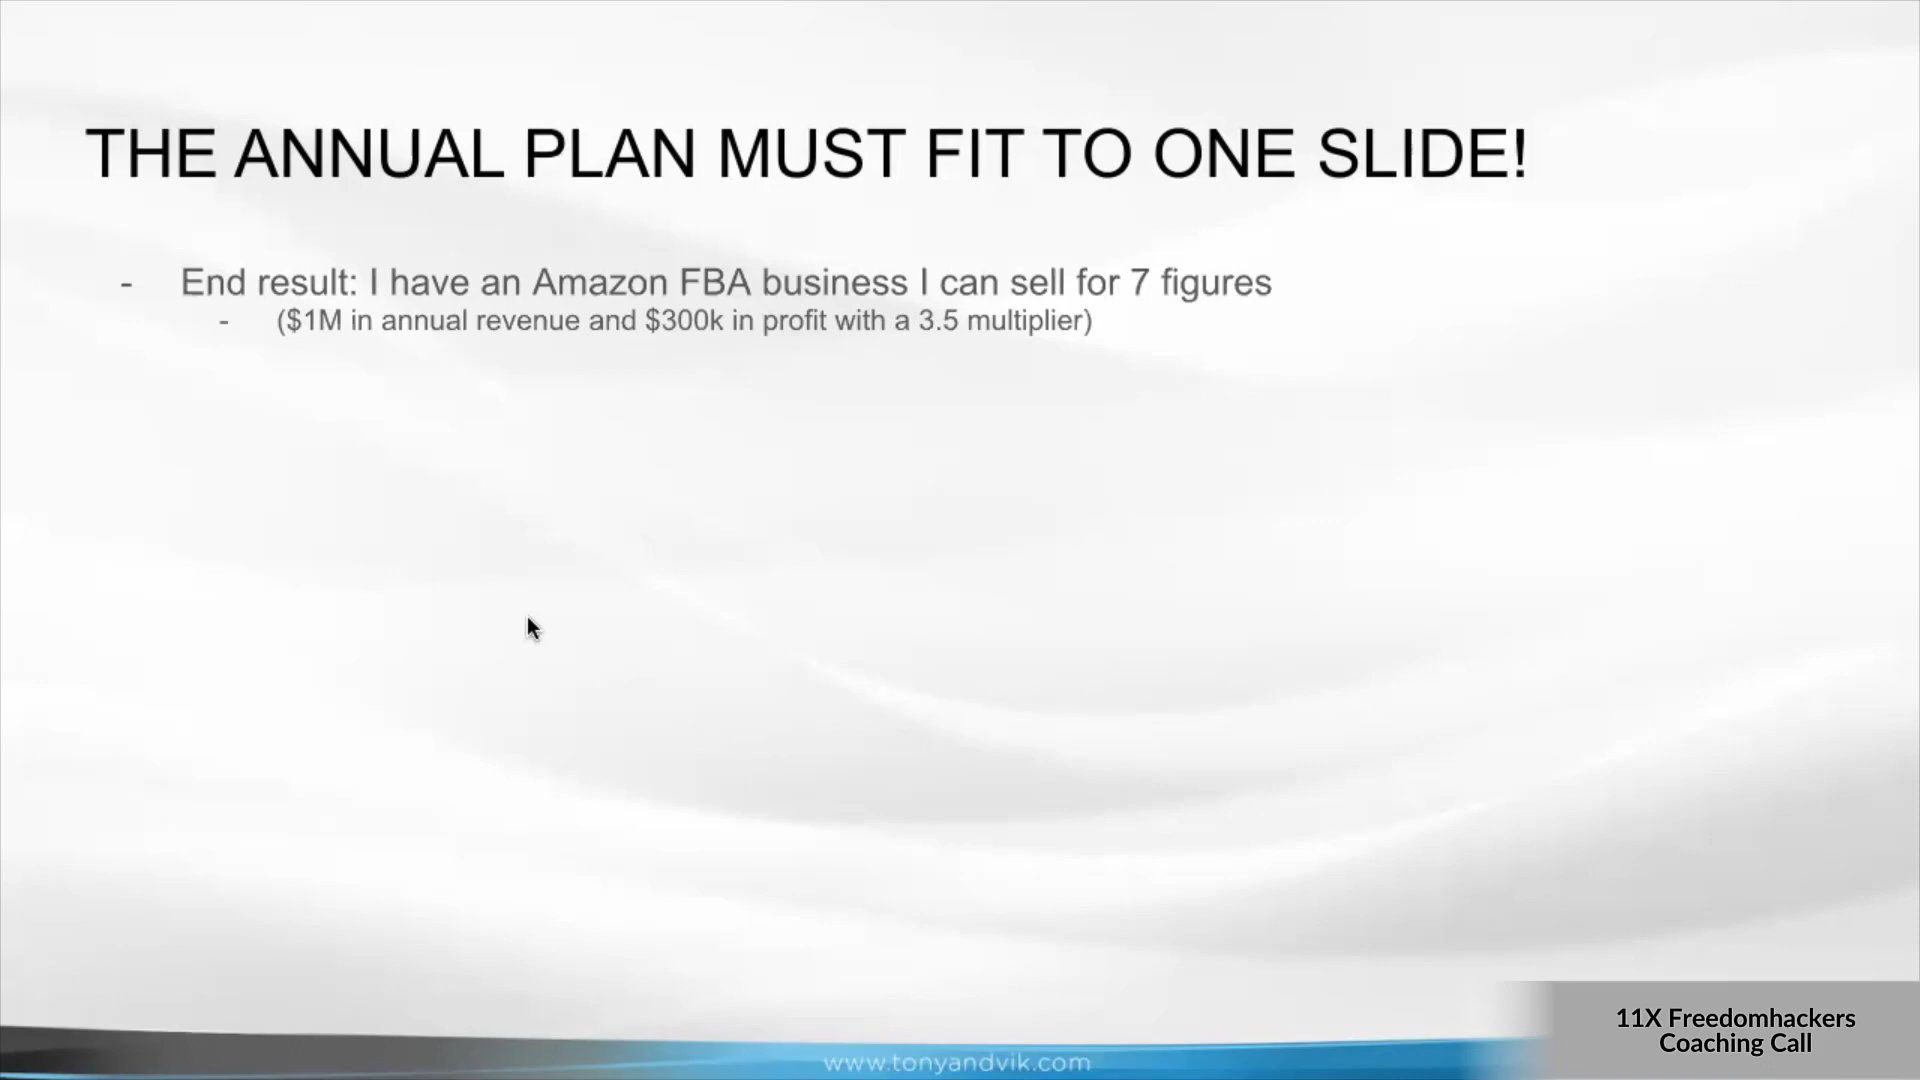 THE ANNUAL PLAN MUST FIT TO ONE SLIDE!
- End result: I have an Amazon FBA business I can sell for 7 figures
- ($1M in annual revenue and $300k in profit with a 3.5 multiplier)
www.tonyandvik.com
11X Freedomhackers
Coaching Call